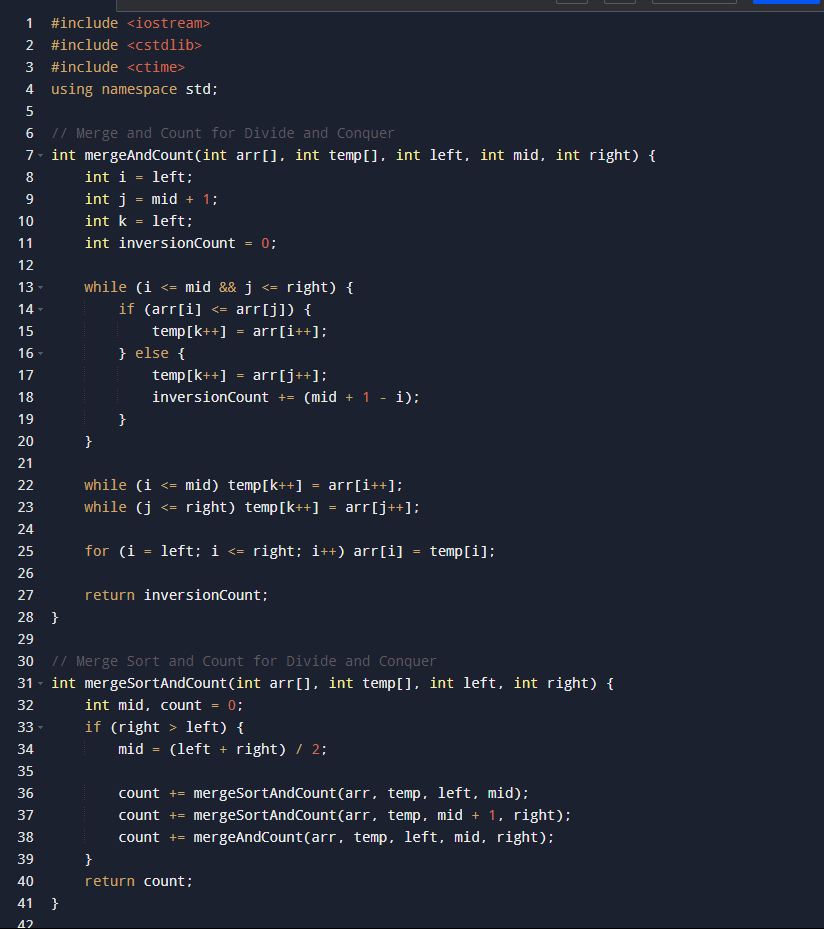 1 #include <iostream>
2 #include <cstdlib>
3 #include <ctime>
4 using namespace std;
5
6 // Merge and Count for Divide and Conquer
7 int mergeAndCount(int arr[], int temp[], int left, int mid, int right) {
8     int i = left;
9     int j = mid + 1;
10     int k = left;
11     int inversionCount = 0;
12
13     while (i <= mid && j <= right) {
14         if (arr[i] <= arr[j]) {
15             temp[k++] = arr[i++];
16         } else {
17             temp[k++] = arr[j++];
18             inversionCount += (mid + 1 - i);
19         }
20     }
21
22     while (i <= mid) temp[k++] = arr[i++];
23     while (j <= right) temp[k++] = arr[j++];
24
25     for (i = left; i <= right; i++) arr[i] = temp[i];
26
27     return inversionCount;
28 }
29
30 // Merge Sort and Count for Divide and Conquer
31 int mergeSortAndCount(int arr[], int temp[], int left, int right) {
32     int mid, count = 0;
33     if (right > left) {
34         mid = (left + right) / 2;
35
36         count += mergeSortAndCount(arr, temp, left, mid);
37         count += mergeSortAndCount(arr, temp, mid + 1, right);
38         count += mergeAndCount(arr, temp, left, mid, right);
39     }
40     return count;
41 }
42